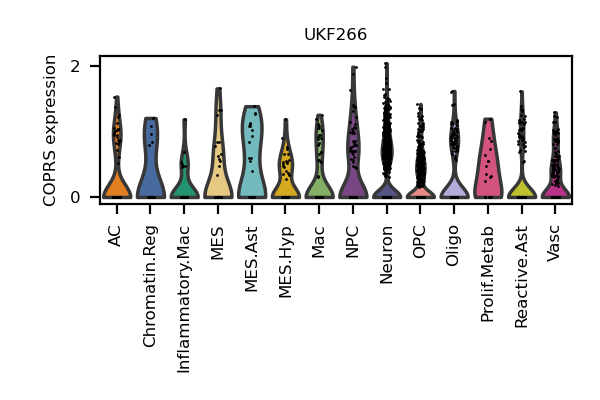 UKF266
COPRS expression
2
0
AC
Chromatin.Reg
Inflammatory.Mac
MES
MES.Ast
MES.Hyp
Mac
NPC
Neuron
OPC
Oligo
Prolif.Metab
Reactive.Ast
Vasc